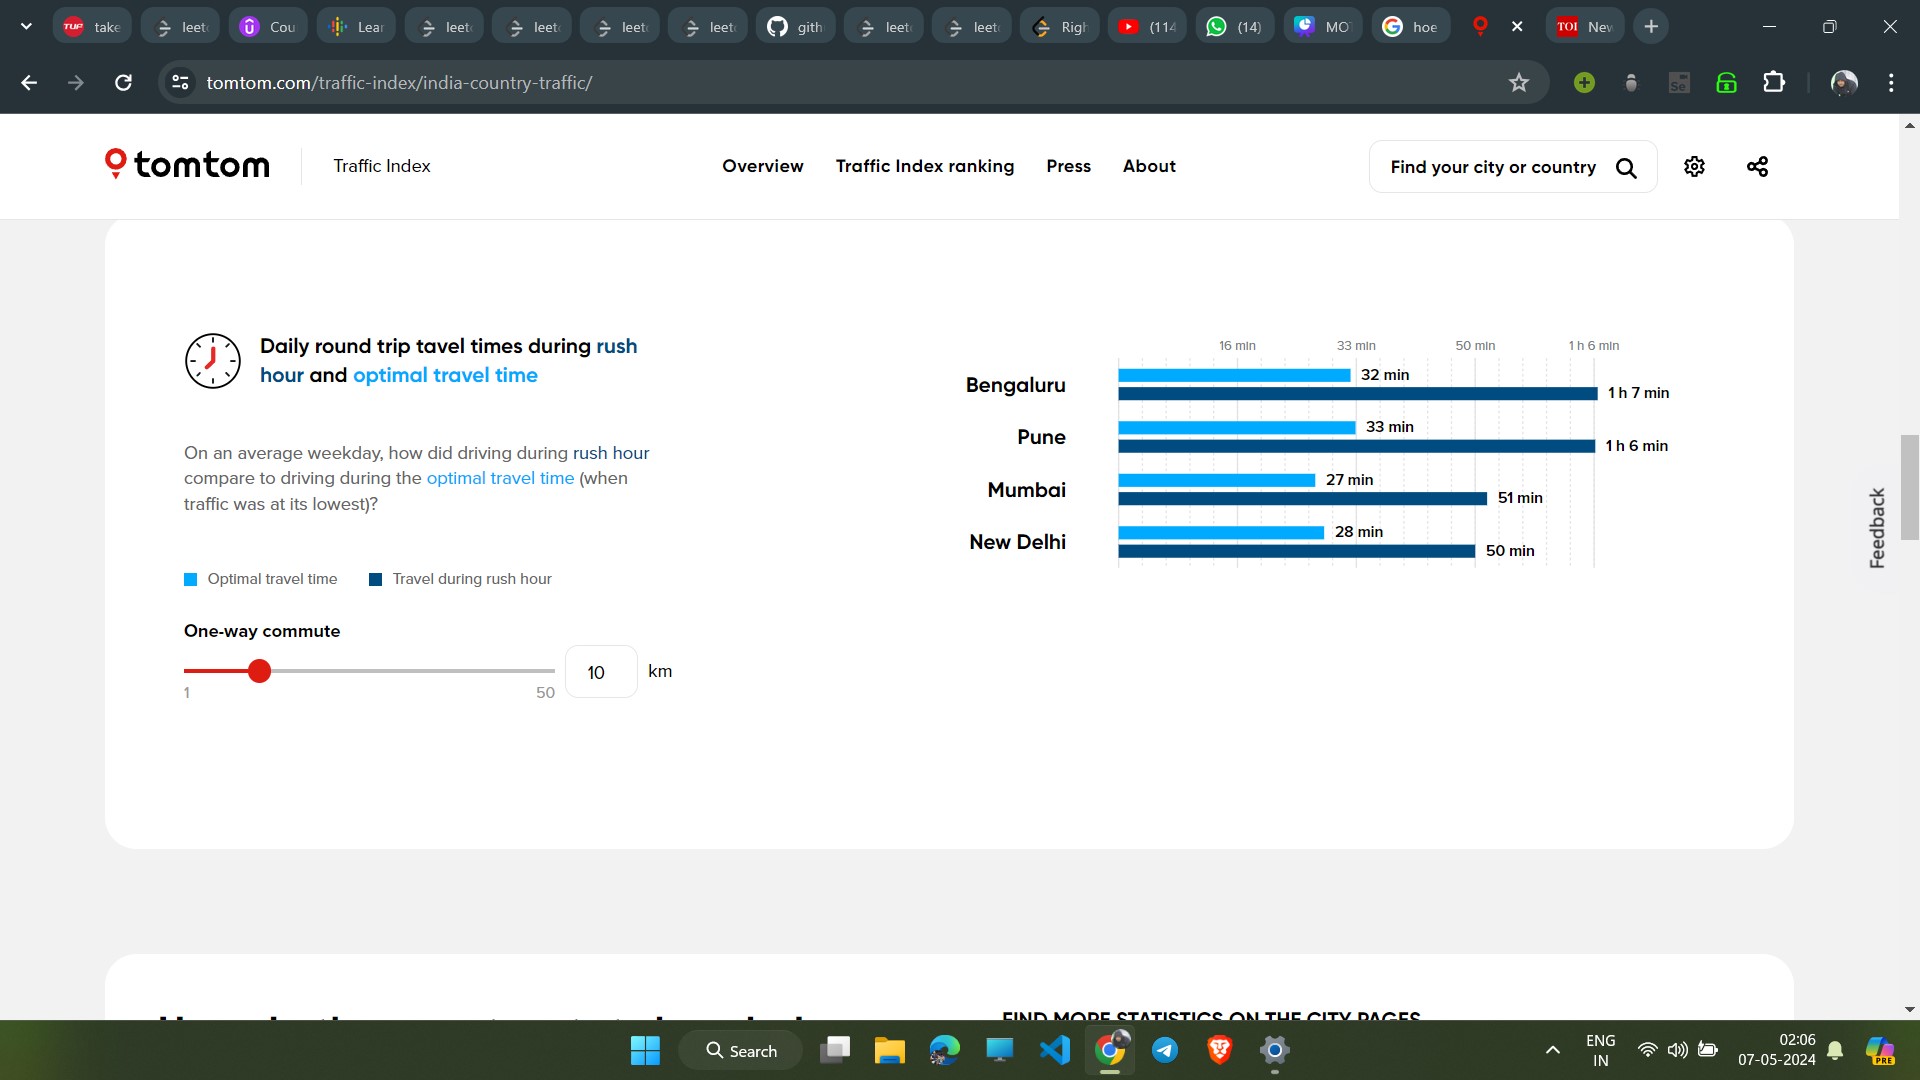 take
leet
Cou
Lear
leet
leet
leet
leet
gith
leet
leet
Righ
(114
(14)
MO
hoe
TOI
New
tomtom.com/traffic-index/india-country-traffic/
tomtom
Traffic Index
Overview
Traffic Index ranking
Press
About
Find your city or country
Daily round trip tavel times during rush
hour and optimal travel time
On an average weekday, how did driving during rush hour
compare to driving during the optimal travel time (when
traffic was at its lowest)?
Optimal travel time
Travel during rush hour
One-way commute
10
km
1
50
16 min
33 min
50 min
1 h 6 min
Bengaluru
32 min
1 h 7 min
Pune
33 min
1 h 6 min
Mumbai
27 min
51 min
New Delhi
28 min
50 min
Feedback
FIND MORE STATISTICS ON THE CITY PAGES
Search
ENG
IN
02:06
07-05-2024
PRE